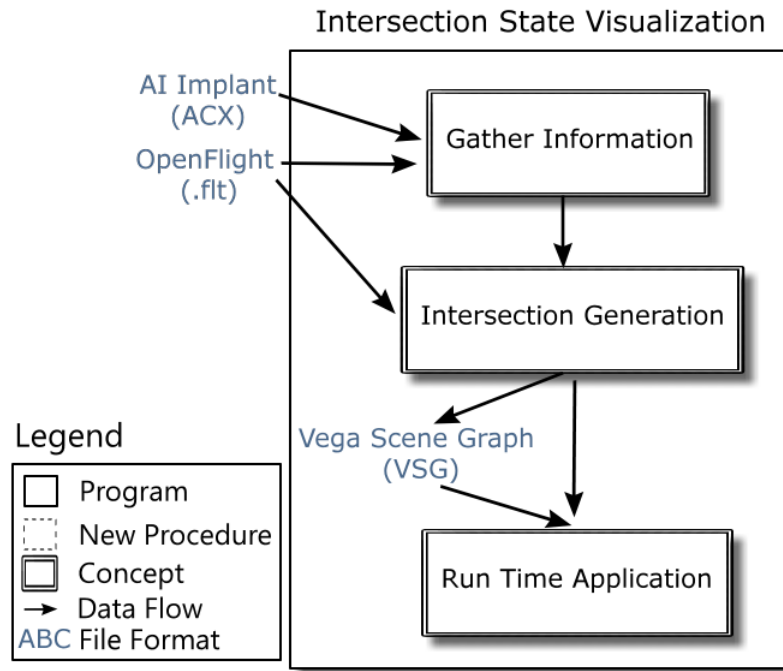 Intersection State Visualization
AI Implant
(ACX)
OpenFlight
(.flt)
Gather Information
Intersection Generation
Vega Scene Graph
(VSG)
Run Time Application
Legend
Program
New Procedure
Concept
Data Flow
ABC File Format